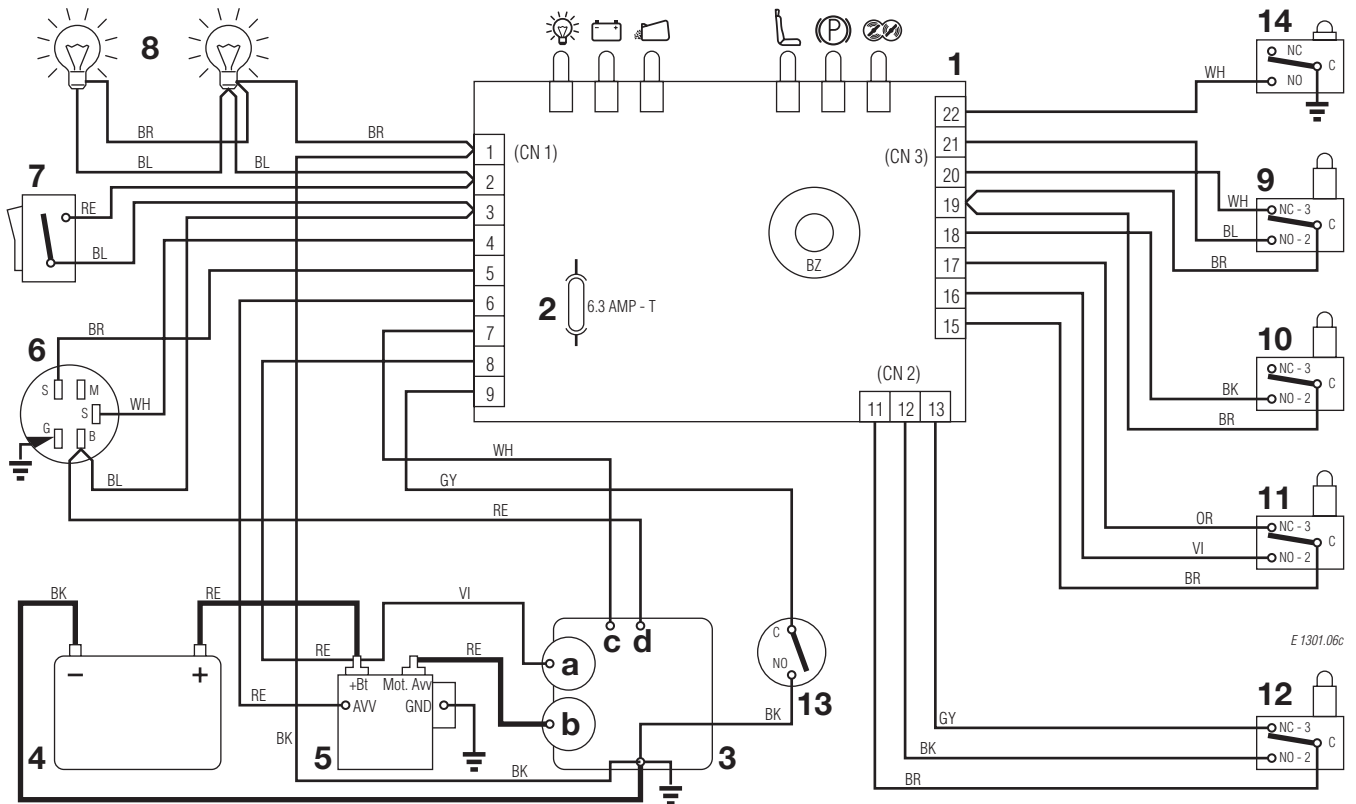 8
1
14
NC
C
NO
WH
P
BR
BR
BL
BL
7
RE
BL
1
2
3
4
5
6
7
8
9
(CN 1)
(CN 3)
22
21
20
19
18
17
16
15
BZ
2
6.3 AMP - T
(CN 2)
11
12
13
9
WH
NC - 3
C
BL
NO - 2
BR
10
NC - 3
C
BK
NO - 2
BR
6
BR
S
M
S
WH
G
B
BL
WH
GY
RE
11
OR
NC - 3
C
VI
NO - 2
BR
E 1301.06c
BK
RE
VI
– +
4
RE
RE
+Bt
Mot. Avv
RE
AVV
GND
BK
5
BK
a
b
c
d
3
C
NO
13
BK
12
GY
NC - 3
C
BK
NO - 2
BR